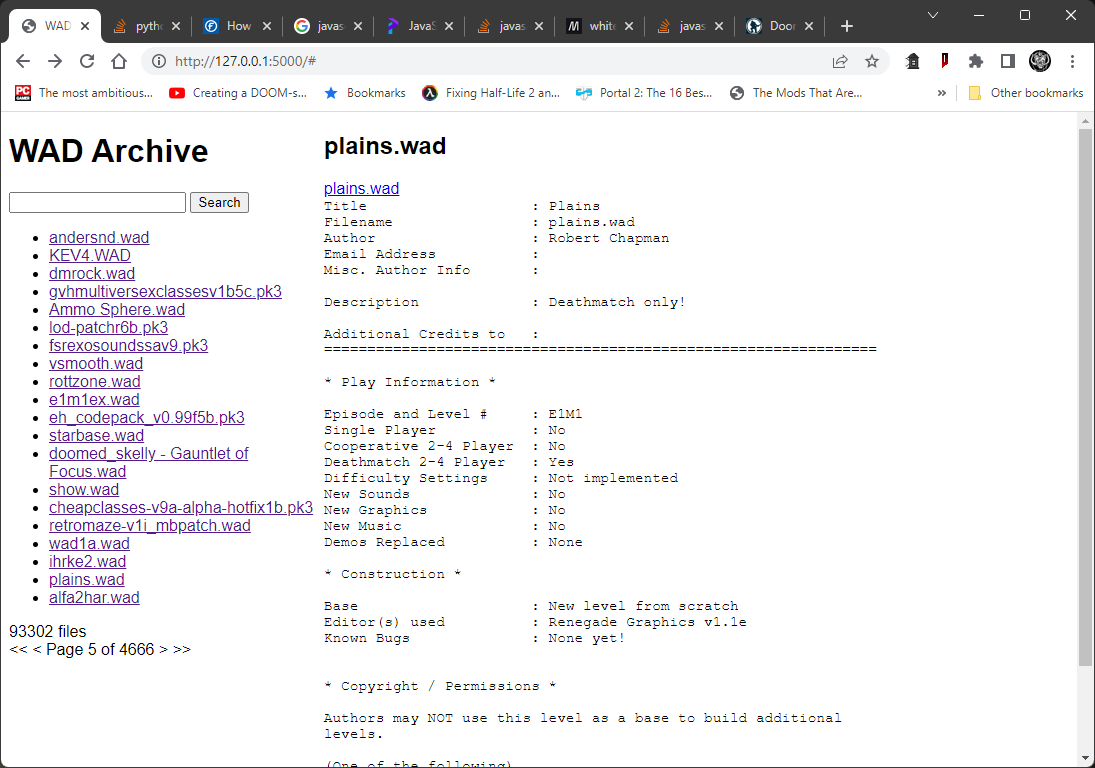 WAD
pytho
How
javas
JavaS
javas
white
javas
Door
http://127.0.0.1:5000/#
The most ambitious...
Creating a DOOM-s...
Bookmarks
Fixing Half-Life 2 an...
Portal 2: The 16 Bes...
The Mods That Are...
»
Other bookmarks
WAD Archive
Search
andersnd.wad
KEV4.WAD
dmrock.wad
gvhmultiversexclassesv1b5c.pk3
Ammo Sphere.wad
lod-patchr6b.pk3
fsrexosoundssav9.pk3
vsmooth.wad
rottzone.wad
e1m1ex.wad
eh_codepack_v0.99f5b.pk3
starbase.wad
doomed_skelly - Gauntlet of
Focus.wad
show.wad
cheapclasses-v9a-alpha-hotfix1b.pk3
retromaze-v1i_mbpatch.wad
wad1a.wad
ihrke2.wad
plains.wad
alfa2har.wad
93302 files
<< < Page 5 of 4666 > >>
plains.wad
plains.wad
Title : Plains
Filename : plains.wad
Author : Robert Chapman
Email Address :
Misc. Author Info :
Description : Deathmatch only!
Additional Credits to :
================================================================
* Play Information *
Episode and Level # : E1M1
Single Player : No
Cooperative 2-4 Player : No
Deathmatch 2-4 Player : Yes
Difficulty Settings : Not implemented
New Sounds : No
New Graphics : No
New Music : No
Demos Replaced : None
* Construction *
Base : New level from scratch
Editor(s) used : Renegade Graphics v1.1e
Known Bugs : None yet!
* Copyright / Permissions *
Authors may NOT use this level as a base to build additional
levels.
(One of the following)